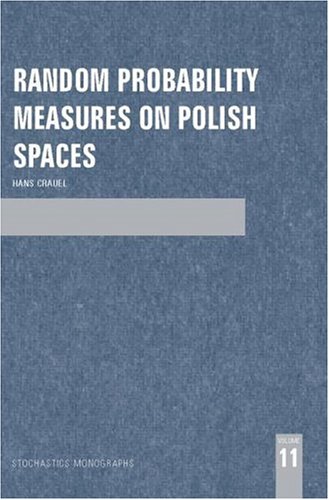 RANDOM PROBABILITY
MEASURES ON POLISH
SPACES
HANS CRAUEL
VOLUME
11
STOCHASTICS MONOGRAPHS